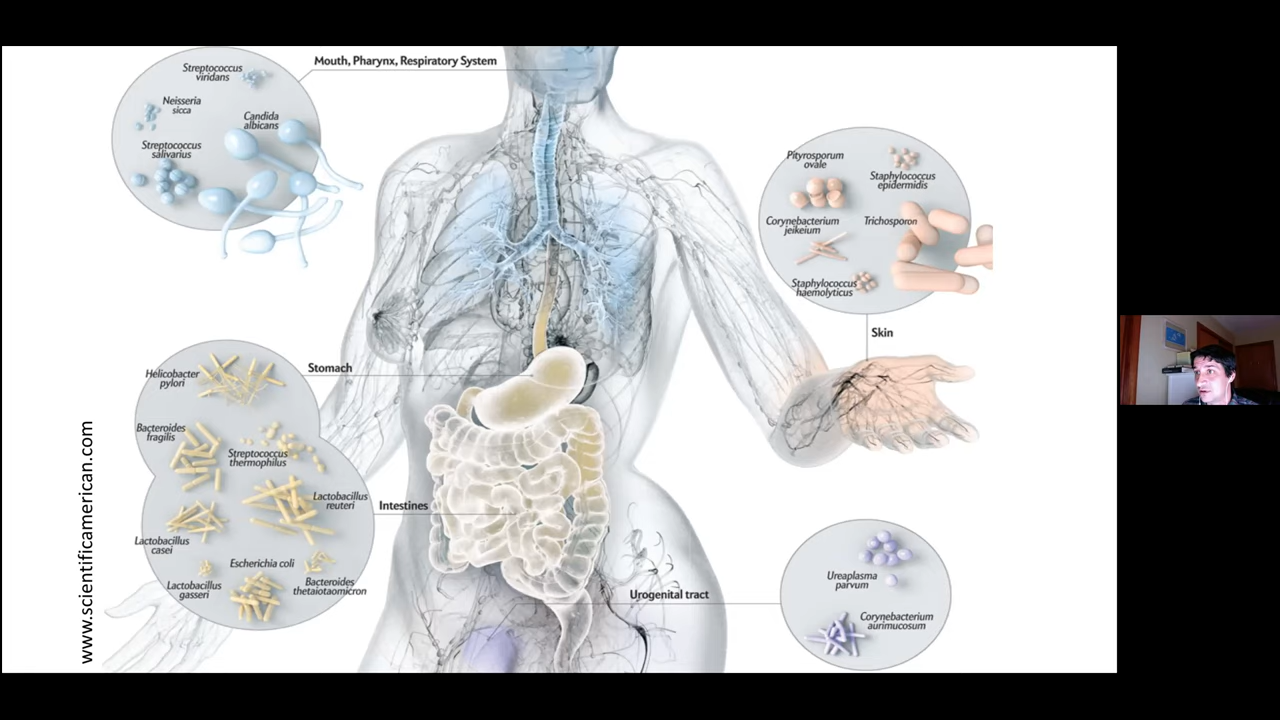 Mouth, Pharynx, Respiratory System
Streptococcus
viridans
Neisseria
sicca
Candida
albicans
Streptococcus
salivarius
Pityrosporum
ovale
Staphylococcus
epidermidis
Corynebacterium
jeikeium
Trichosporon
Staphylococcus
haemolyticus
Skin
Stomach
Helicobacter
pylori
Bacteroides
fragilis
Streptococcus
thermophilus
Lactobacillus
reuteri
Intestines
Lactobacillus
casei
Escherichia coli
Lactobacillus
gasseri
Bacteroides
thetaiotaomicron
Urogenital tract
Ureaplasma
parvum
Corynebacterium
aurimucosum
www.scientificamerican.com